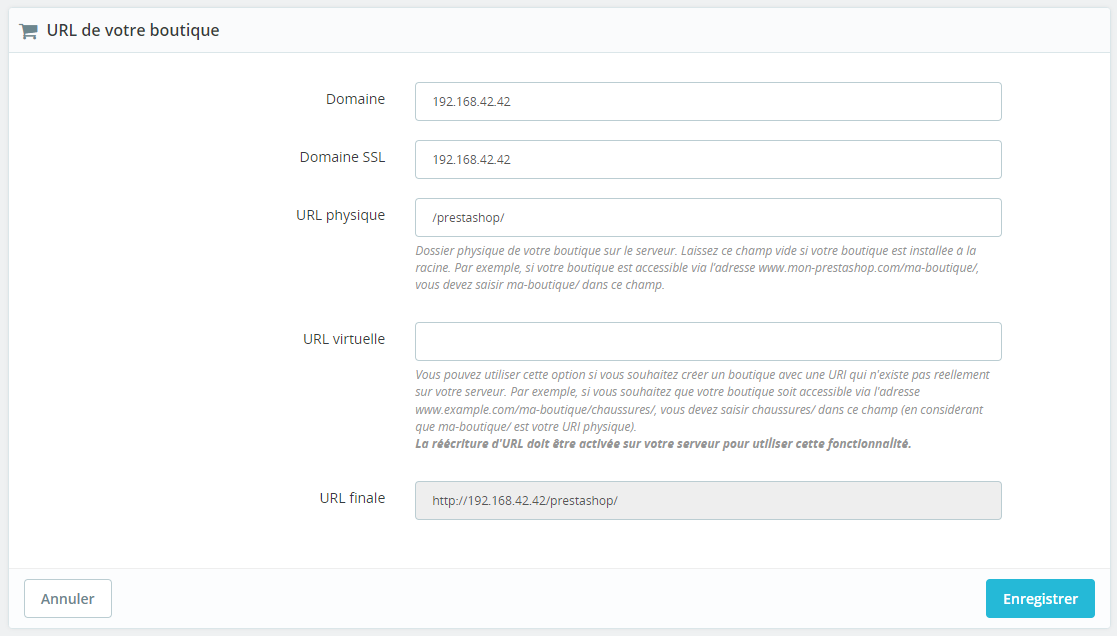 URL de votre boutique
Domaine
192.168.42.42
Domaine SSL
192.168.42.42
URL physique
/prestashop/
Dossier physique de votre boutique sur le serveur. Laissez ce champ vide si votre boutique est installée à la
racine. Par exemple, si votre boutique est accessible via l'adresse www.mon-prestashop.com/ma-boutique/,
vous devez saisir ma-boutique/ dans ce champ.
URL virtuelle
Vous pouvez utiliser cette option si vous souhaitez créer un boutique avec une URI qui n'existe pas réellement
sur votre serveur. Par exemple, si vous souhaitez que votre boutique soit accessible via l'adresse
www.example.com/ma-boutique/chaussures/, vous devez saisir chaussures/ dans ce champ (en considérant
que ma-boutique/ est votre URI physique).
La réécriture d'URL doit être activée sur votre serveur pour utiliser cette fonctionnalité.
URL finale
http://192.168.42.42/prestashop/
Annuler
Enregistrer